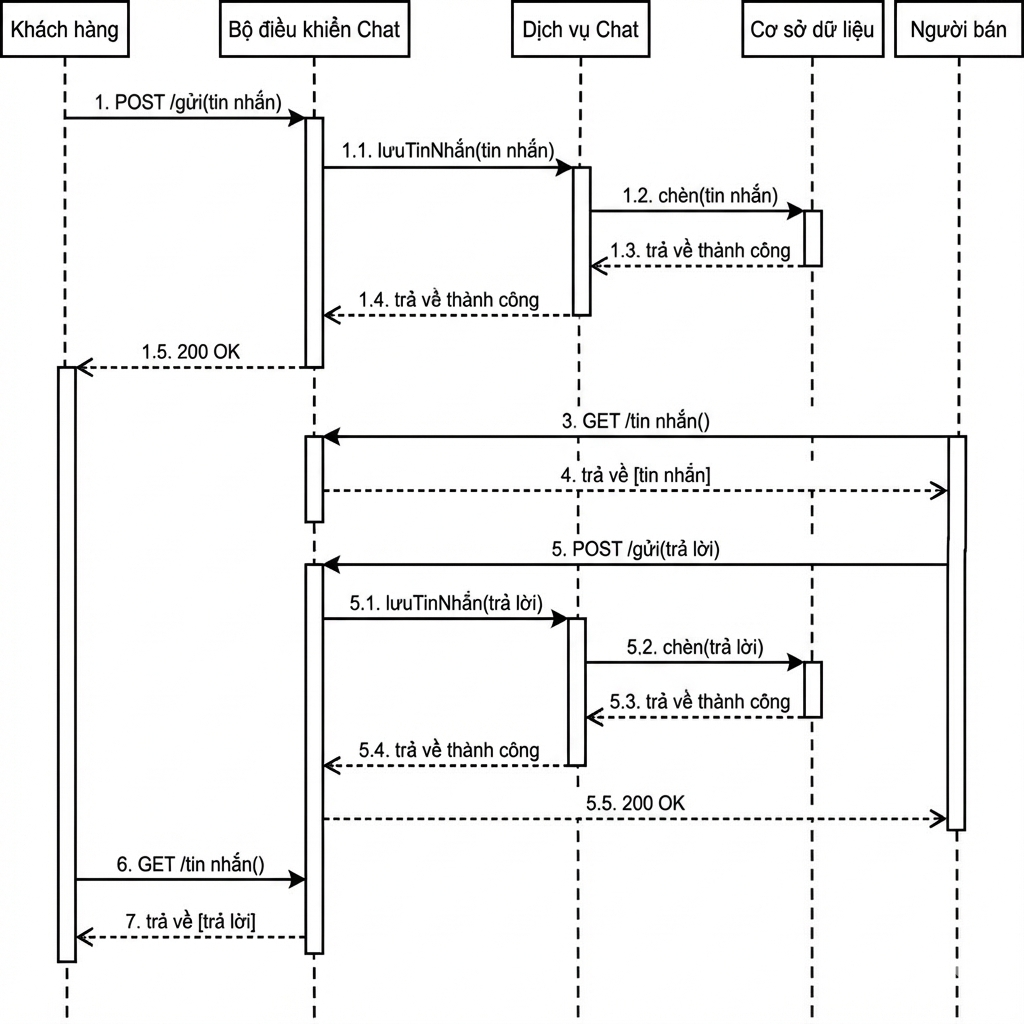 Khách hàng
Bộ điều khiển Chat
Dịch vụ Chat
Cơ sở dữ liệu
Người bán
1. POST /gửi(tin nhắn)
1.1. lưuTinNhắn(tin nhắn)
1.2. chèn(tin nhắn)
1.3. trả về thành công
1.4. trả về thành công
1.5. 200 OK
3. GET /tin nhắn()
4. trả về [tin nhắn]
5. POST /gửi(trả lời)
5.1. lưuTinNhắn(trả lời)
5.2. chèn(trả lời)
5.3. trả về thành công
5.4. trả về thành công
5.5. 200 OK
6. GET /tin nhắn()
7. trả về [trả lời]